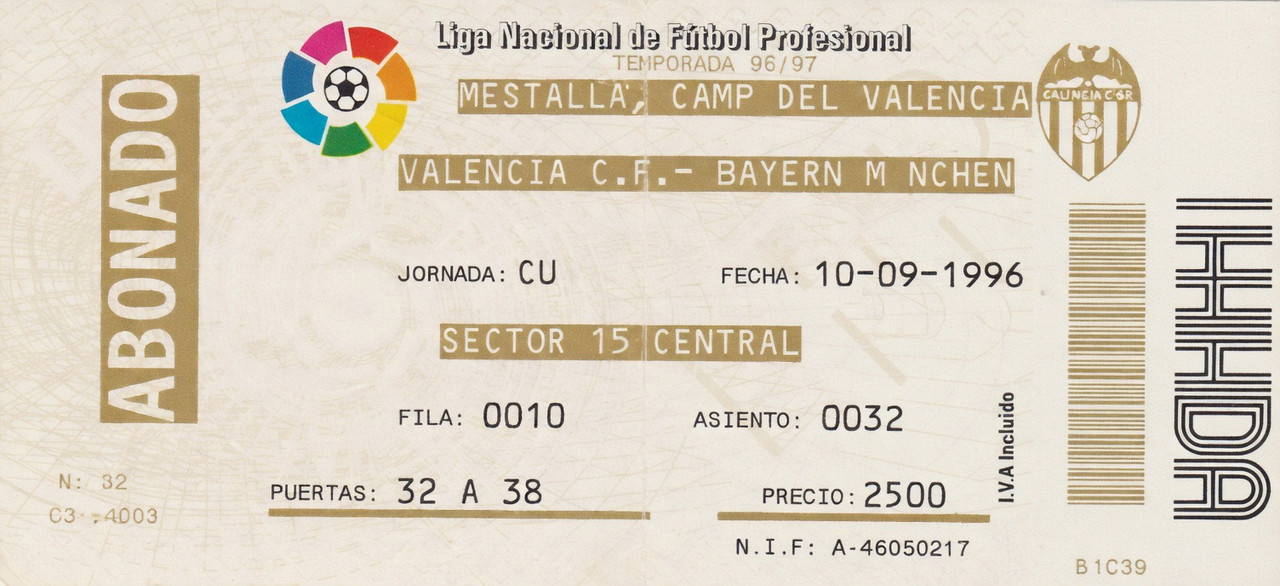 Liga Nacional de Fútbol Profesional
TEMPORADA 96/97
MESTALLA, CAMP DEL VALENCIA
VALENCIA C.F.- BAYERN M NCHEN
ABONADO
JORNADA: CU
FECHA: 10-09-1996
SECTOR 15 CENTRAL
FILA: 0010
ASIENTO: 0032
I.V.A Incluido
N: 32
PUERTAS: 32 A 38
PRECIO: 2500
N.I.F: A-46050217
B1C39